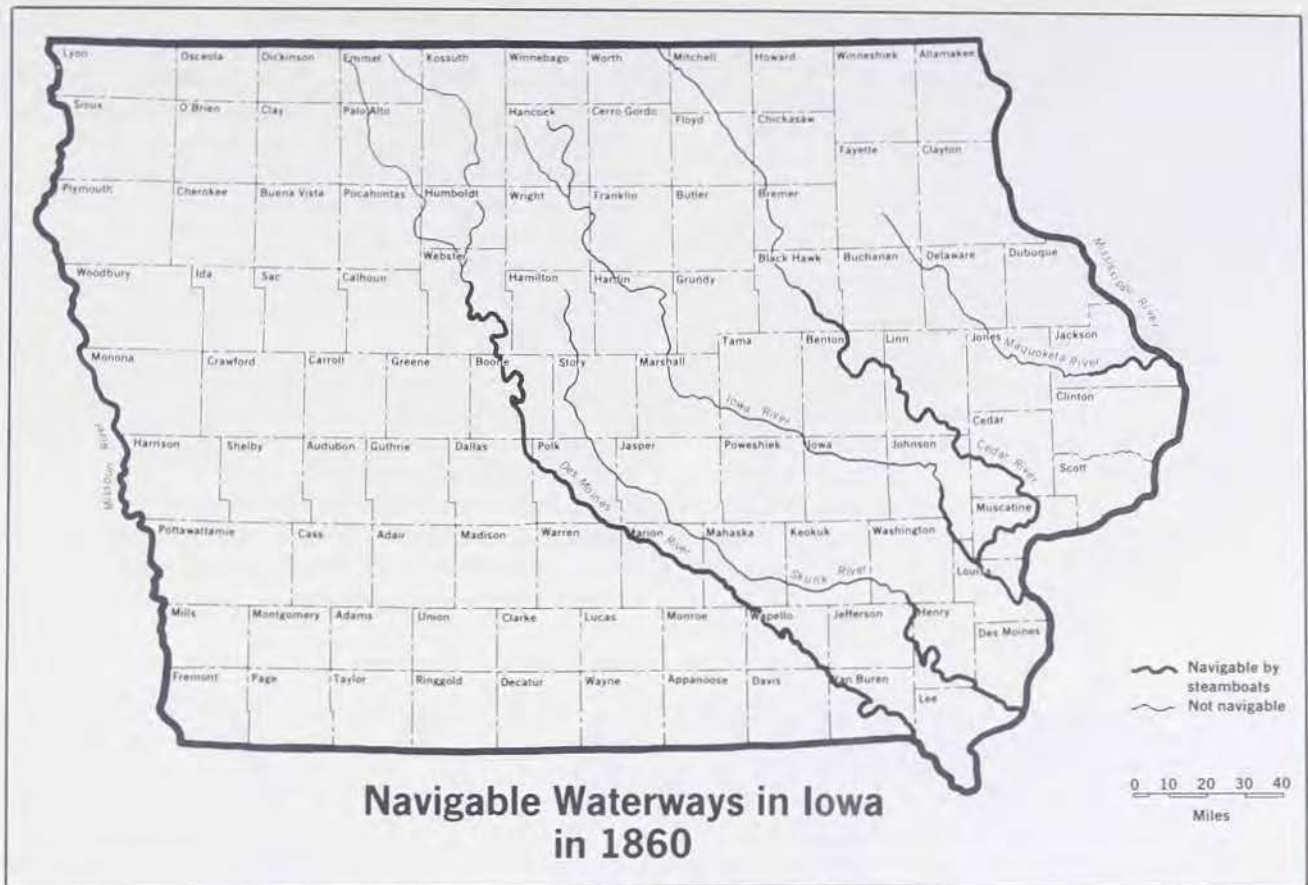 Lyon
Osceola
Dickinson
Emmet
Kosauth
Winnebago
Worth
Mitchell
Howard
Winneshiek
Allamakee
Sioux
O'Brien
Clay
Palo Alto
Hancock
Cerro Gordo
Floyd
Chickasaw
Fayette
Clayton
Plymouth
Cherokee
Buena Vista
Pocahontas
Humboldt
Wright
Franklin
Butler
Bremer
Mississippi River
Woodbury
Ida
Sac
Calhoun
Webster
Hamilton
Hardin
Grundy
Black Hawk
Buchanan
Delaware
Dubuque
Monona
Crawford
Carroll
Greene
Boone
Story
Marshall
Tama
Benton
Linn
Jones
Jackson
Maquoketa River
Clinton
Iowa River
Cedar
Cedar River
Missouri River
Harrison
Shelby
Audubon
Guthrie
Dallas
Polk
Jasper
Poweshiek
Iowa
Johnson
Scott
Des Moines River
Muscatine
Pottawattamie
Cass
Adair
Madison
Warren
Marion
Mahaska
Keokuk
Washington
Louisa
Skunk River
Mills
Montgomery
Adams
Union
Clarke
Lucas
Monroe
Wapello
Jefferson
Henry
Des Moines
Fremont
Page
Taylor
Ringgold
Decatur
Wayne
Appanoose
Davis
Van Buren
Lee
Navigable by
steamboats
Not navigable
0 10 20 30 40
Miles
Navigable Waterways in Iowa
in 1860